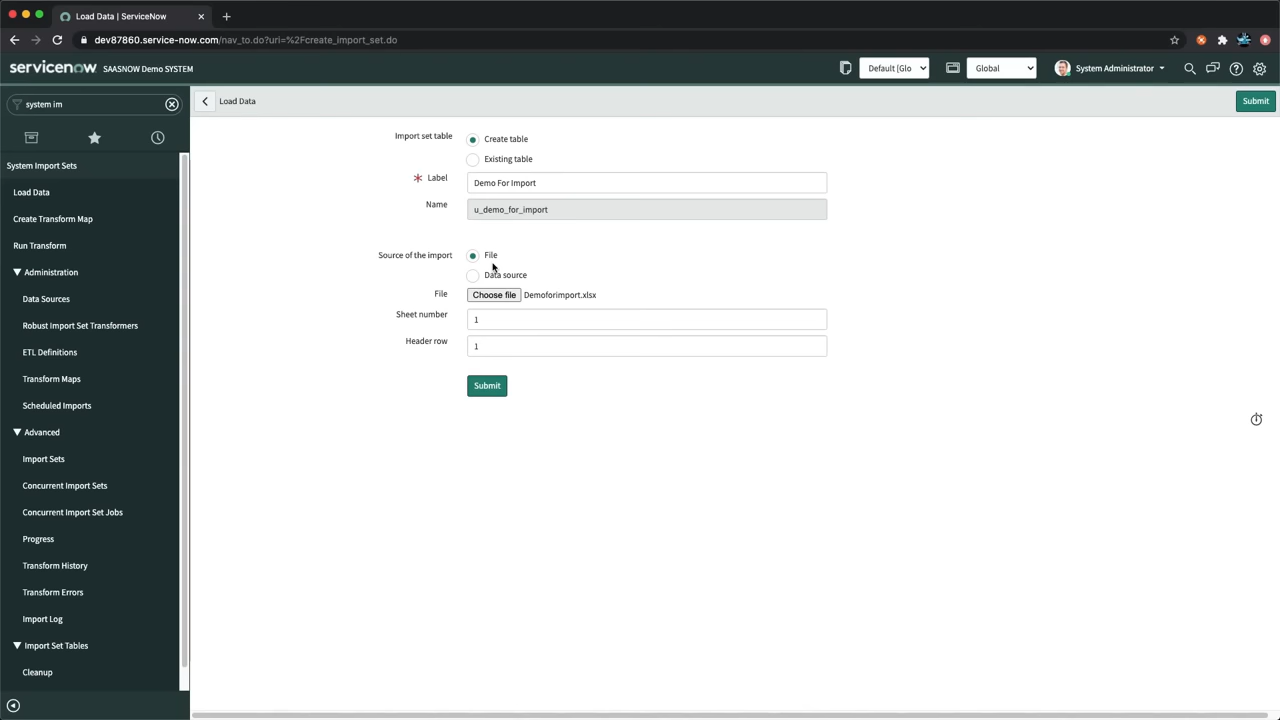 Load Data | ServiceNow
dev87860.service-now.com/nav_to.do?uri=%2Fcreate_import_set.do
servicenow SAASNOW Demo SYSTEM
Default [Glo
Global
System Administrator
system im
Load Data
Submit
System Import Sets
Load Data
Create Transform Map
Run Transform
Administration
Data Sources
Robust Import Set Transformers
ETL Definitions
Transform Maps
Scheduled Imports
Advanced
Import Sets
Concurrent Import Sets
Concurrent Import Set Jobs
Progress
Transform History
Transform Errors
Import Log
Import Set Tables
Cleanup
Import set table
Create table
Existing table
Label
Demo For Import
Name
u_demo_for_import
Source of the import
File
Data source
File
Choose file Demoforimport.xlsx
Sheet number
1
Header row
1
Submit